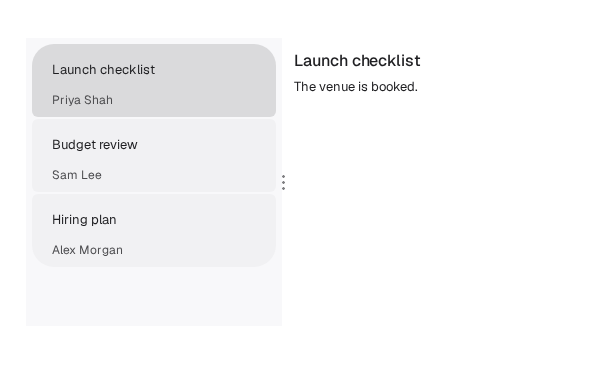 Launch checklist
Priya Shah
Budget review
Sam Lee
Hiring plan
Alex Morgan
Launch checklist
The venue is booked.